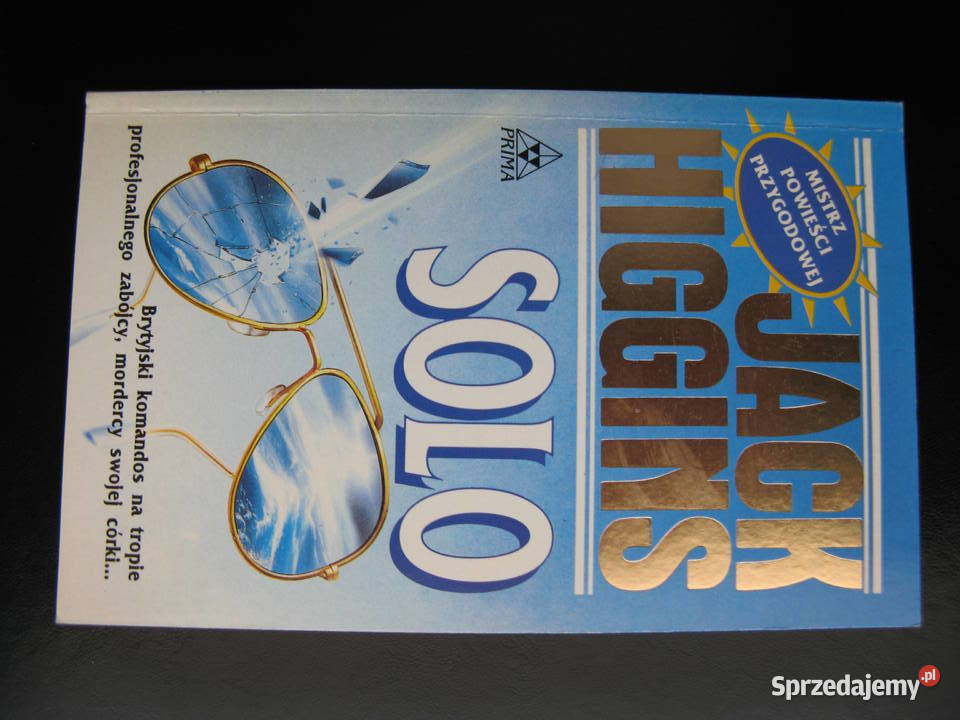 MISTRZ
POWIEŚCI
PRZYGODOWEJ
JACK
HIGGINS
PRIMA
SOLO
Brytyjski komandos na tropie
profesjonalnego zabójcy, mordercy swojej córki...
Sprzedajemy.pl